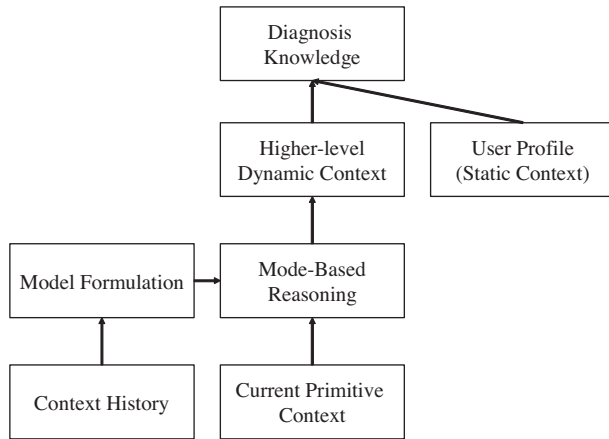 Diagnosis
Knowledge
Higher-level
Dynamic Context
User Profile
(Static Context)
Model Formulation
Mode-Based
Reasoning
Context History
Current Primitive
Context